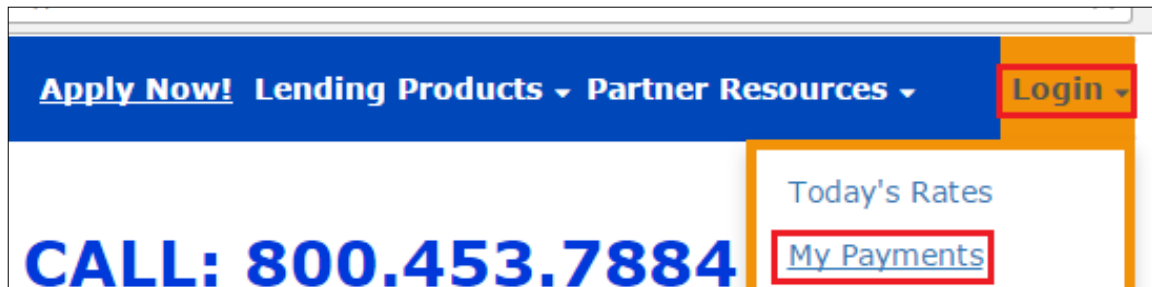 Apply Now! Lending Products Partner Resources Login
Today's Rates
CALL: 800.453.7884 My Payments